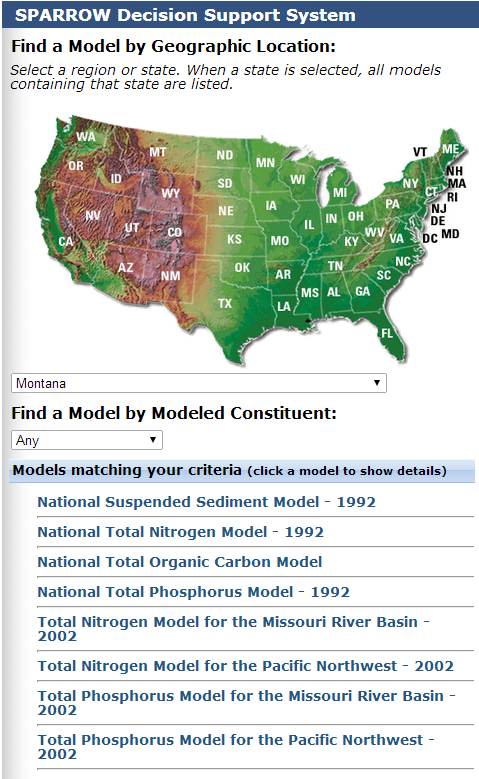 SPARROW Decision Support System
Find a Model by Geographic Location:
Select a region or state. When a state is selected, all models
containing that state are listed.
WA
MT
ND
MN
VT
ME
OR
ID
SD
WI
MI
NY
NH
MA
CT
RI
WY
NE
IA
PA
NJ
DE
NV
UT
CO
IL
IN
OH
WV
VA
DC
MD
CA
KS
MO
KY
AZ
NM
OK
AR
TN
NC
SC
TX
LA
MS
AL
GA
FL
Montana
Find a Model by Modeled Constituent:
Any
Models matching your criteria (click a model to show details)
National Suspended Sediment Model - 1992
National Total Nitrogen Model - 1992
National Total Organic Carbon Model
National Total Phosphorus Model - 1992
Total Nitrogen Model for the Missouri River Basin -
2002
Total Nitrogen Model for the Pacific Northwest - 2002
Total Phosphorus Model for the Missouri River Basin -
2002
Total Phosphorus Model for the Pacific Northwest -
2002